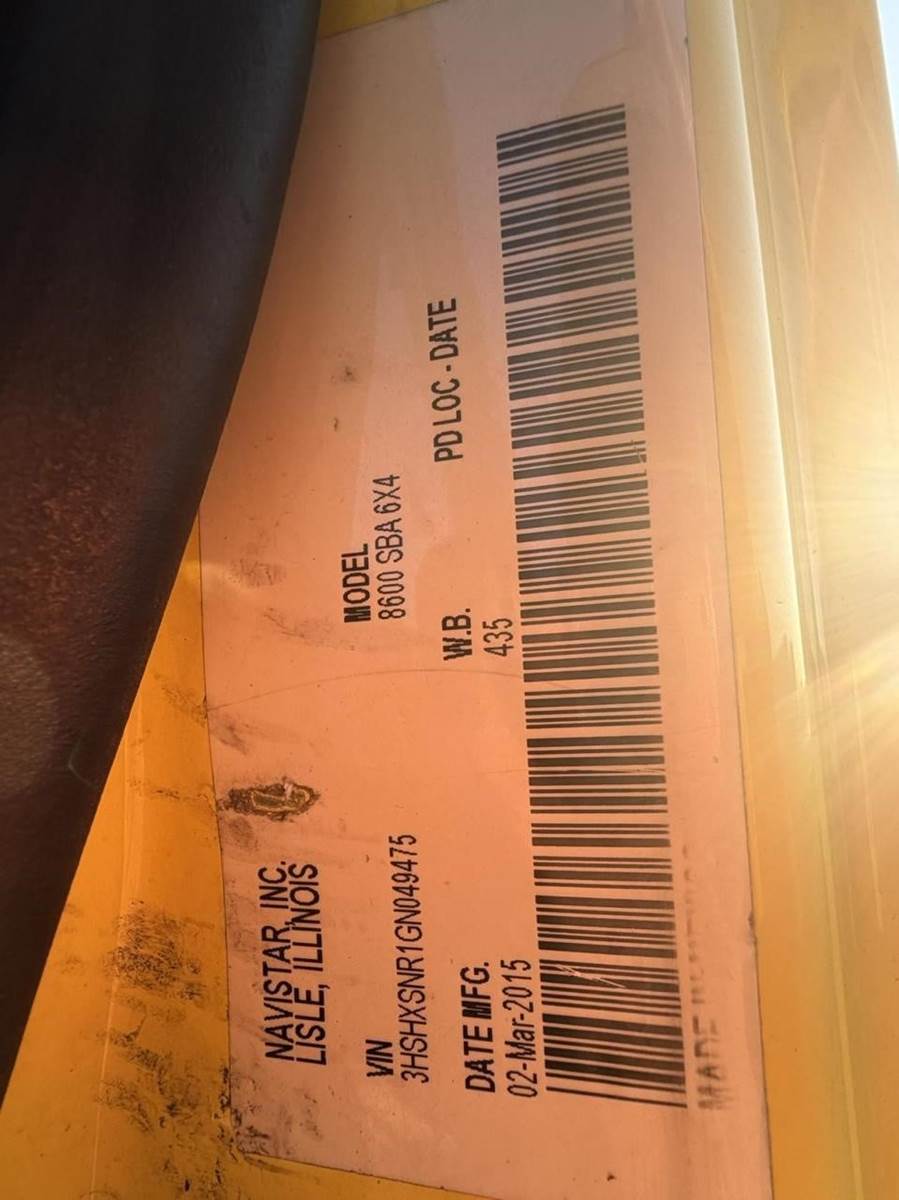 NAVISTAR, INC.
LISLE, ILLINOIS
VIN
3HSHXSNR1GN049475
MODEL
8600 SBA 6X4
DATE MFG.
02-Mar-2015
W.B.
435
PD LOC - DATE
MADE